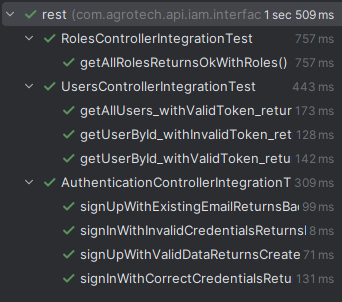 rest (com.agrotech.api.iam.interfac 1 sec 509 ms
RolesControllerIntegrationTest 757 ms
getAllRolesReturnsOkWithRoles() 757 ms
UsersControllerIntegrationTest 443 ms
getAllUsers_withValidToken_retur 173 ms
getUserById_withInvalidToken_ret 128 ms
getUserById_withValidToken_retu 142 ms
AuthenticationControllerIntegrationT 309 ms
signUpWithExistingEmailReturnsBa 99 ms
signInWithInvalidCredentialsReturnsI 8 ms
signUpWithValidDataReturnsCreate 71 ms
signInWithCorrectCredentialsRetu 131 ms